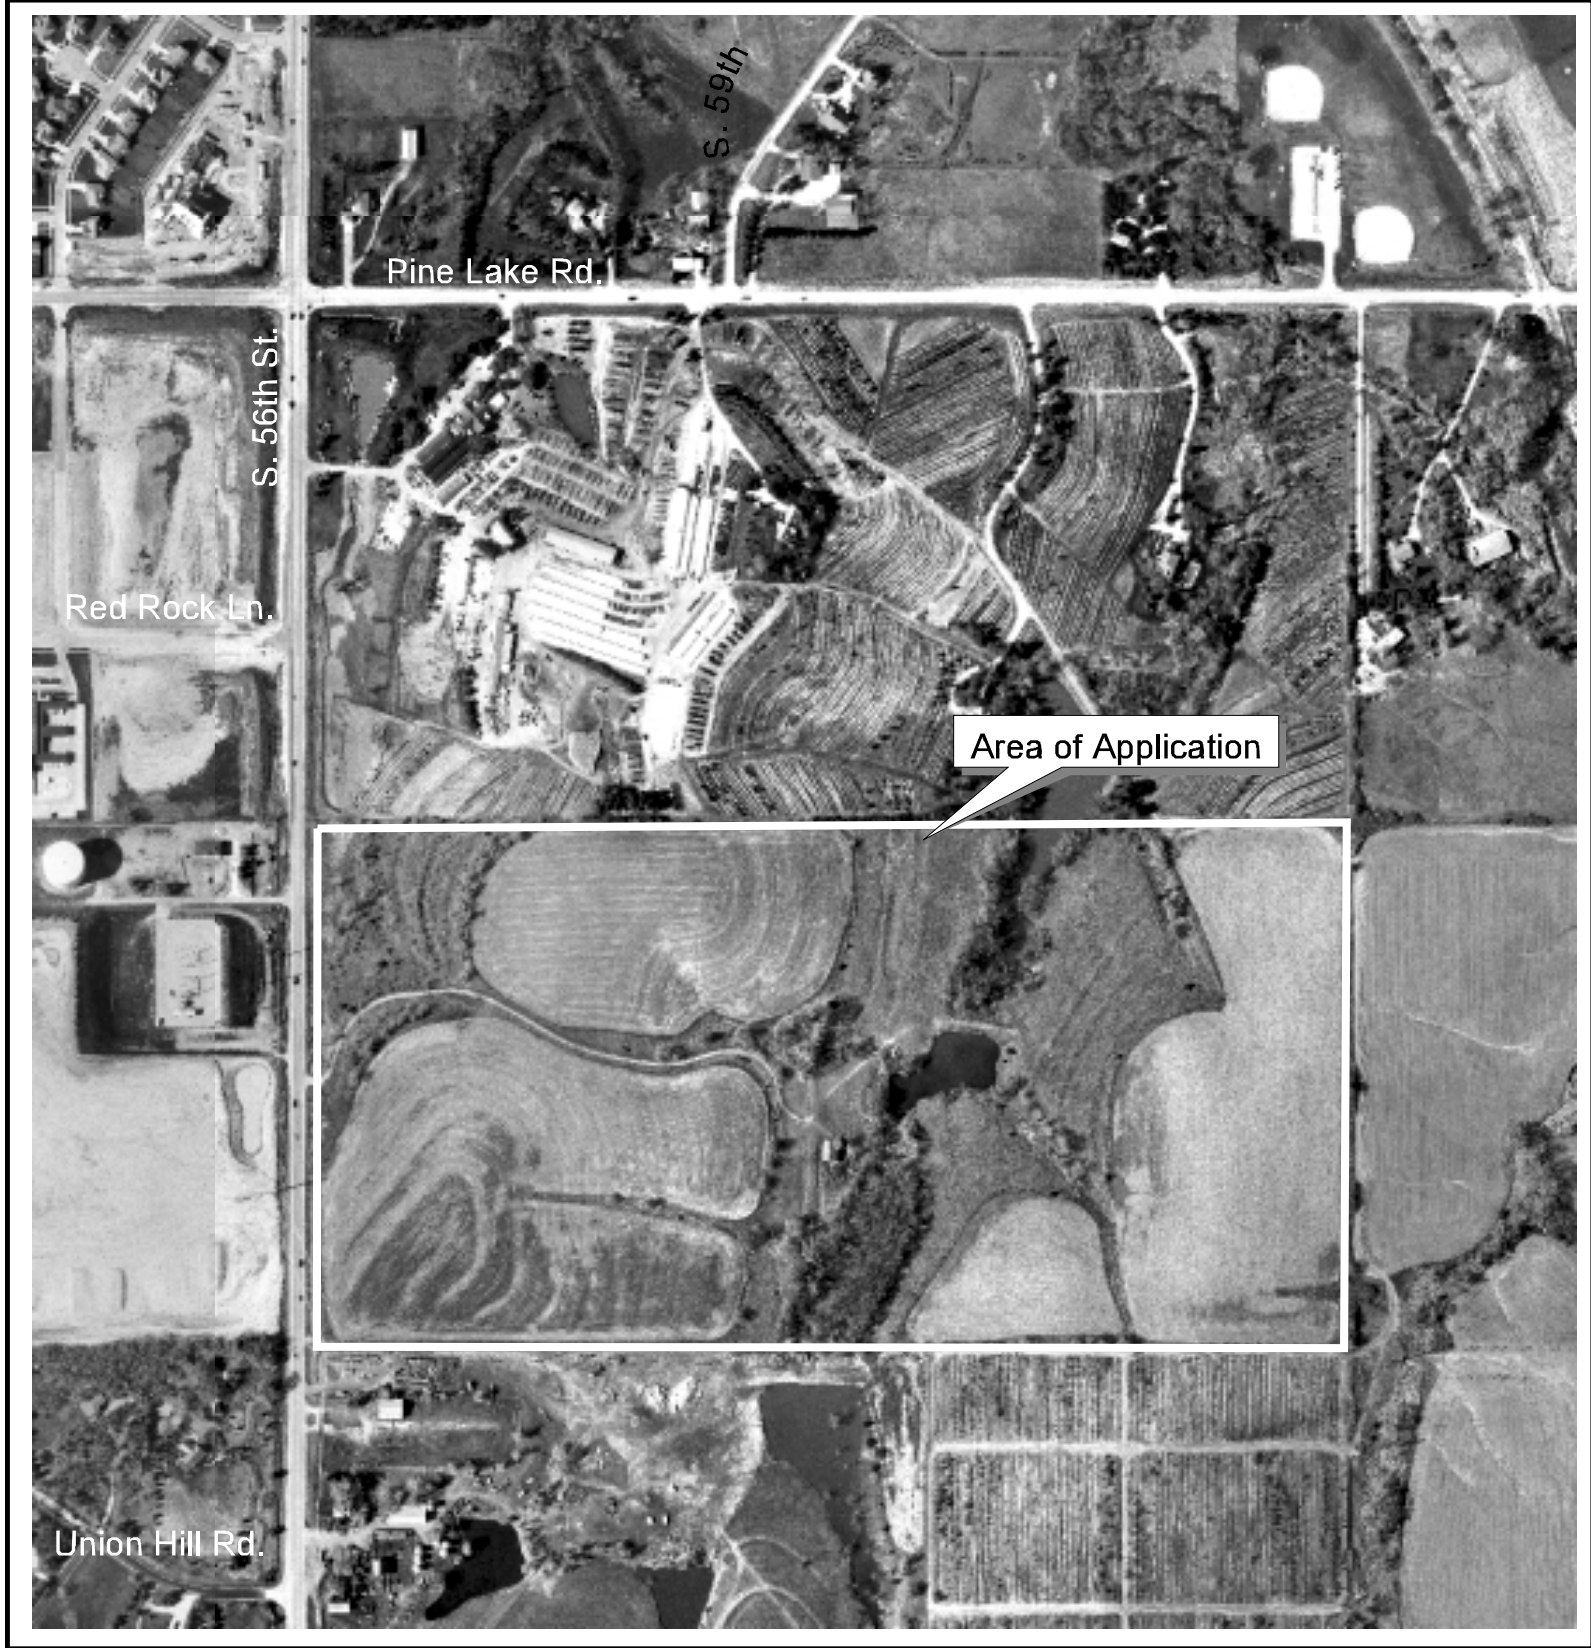 S. 59th
Pine Lake Rd.
S. 56th St.
Red Rock Ln.
Area of Application
Union Hill Rd.